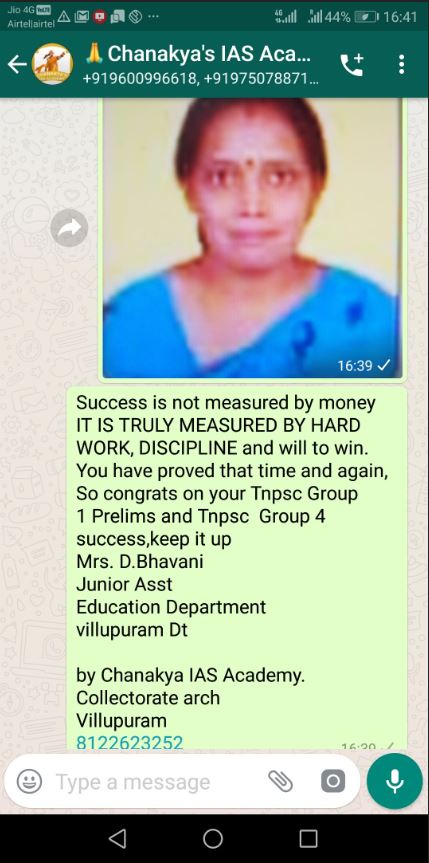 Jio 4G VoLTE
Airtel|airtel
4G
44%
16:41
🙏 Chanakya's IAS Aca...
+919600996618, +91975078871...
16:39
Success is not measured by money
IT IS TRULY MEASURED BY HARD
WORK, DISCIPLINE and will to win.
You have proved that time and again,
So congrats on your Tnpsc Group
1 Prelims and Tnpsc Group 4
success,keep it up
Mrs. D.Bhavani
Junior Asst
Education Department
villupuram Dt
by Chanakya IAS Academy.
Collectorate arch
Villupuram
8122623252
16:39
Type a message